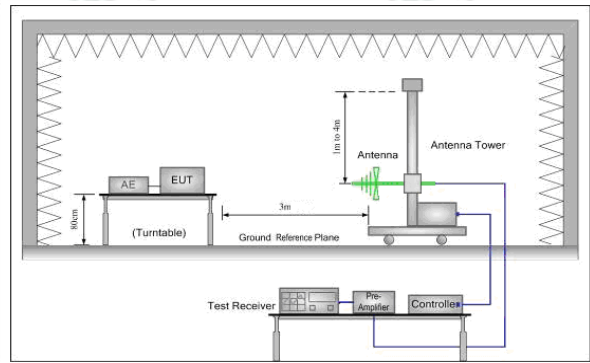 1m to 4m
Antenna
Antenna Tower
AE
EUT
80cm
(Turntable)
3m
Ground Reference Plane
Test Receiver
Pre-
Amplifier
Controller